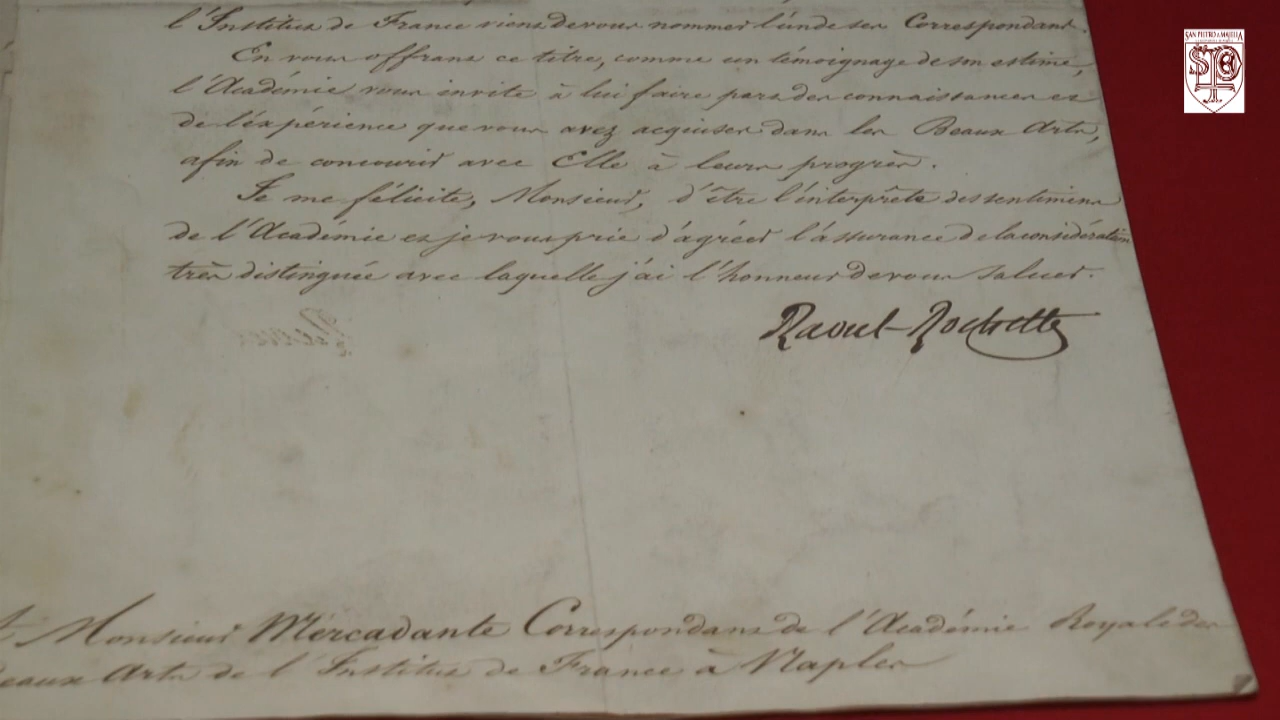 l'Institut de France vient de vous nommer l'un de ses Correspondants.
En vous offrant ce titre, comme un témoignage de son estime,
l'Académie vous invite à lui faire part des connaissances et
de l'éxpérience que vous avez acquises dans les Beaux Arts,
afin de concourir avec Elle à leurs progrès.
Je me félicite, Monsieur, d'être l'interprête des sentimens
de l'Académie et je vous prie d'agréer l'assurance de la considération
très distinguée avec laquelle j'ai l'honneur de vous saluer.
Raoul-Rochette
Monsieur Mercadante Correspondant de l'Académie Royale des
Beaux Arts de l'Institut de France à Naples
SAN PIETRO A MAJELLA